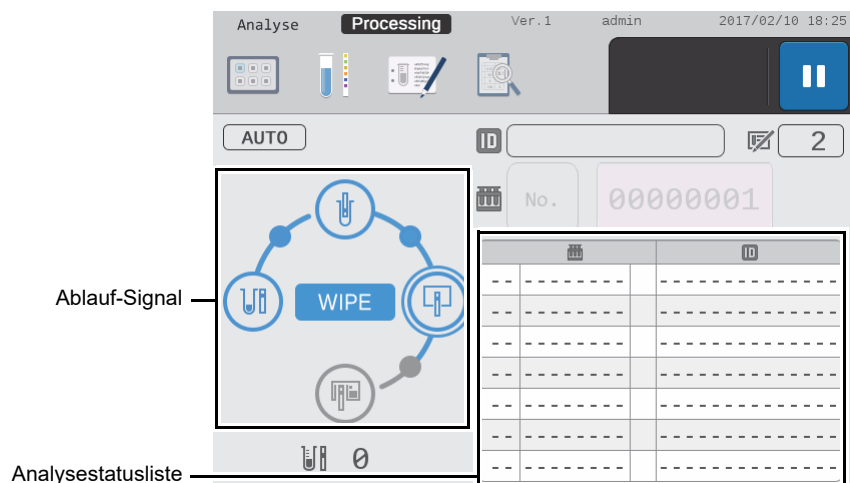 Analyse Processing Ver.1 admin 2017/02/10 18:25
AUTO ID 2
No. 00000001
ID
-- -------- -------------
-- -------- -------------
Ablauf-Signal WIPE -- -------- -------------
-- -------- -------------
-- -------- -------------
-- -------- -------------
0
Analysestatusliste -- -------- -------------